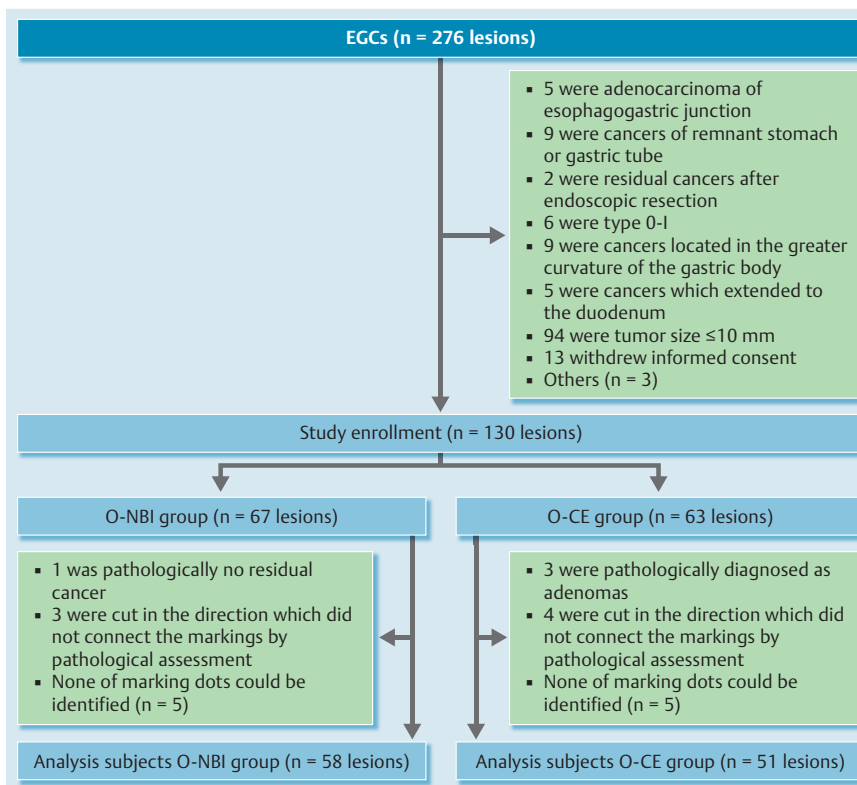 EGCs (n = 276 lesions)
▪ 5 were adenocarcinoma of
esophagogastric junction
▪ 9 were cancers of remnant stomach
or gastric tube
▪ 2 were residual cancers after
endoscopic resection
▪ 6 were type 0-I
▪ 9 were cancers located in the greater
curvature of the gastric body
▪ 5 were cancers which extended to
the duodenum
▪ 94 were tumor size ≤10 mm
▪ 13 withdrew informed consent
▪ Others (n = 3)
Study enrollment (n = 130 lesions)
O-NBI group (n = 67 lesions)
O-CE group (n = 63 lesions)
▪ 1 was pathologically no residual
cancer
▪ 3 were cut in the direction which did
not connect the markings by
pathological assessment
▪ None of marking dots could be
identified (n = 5)
▪ 3 were pathologically diagnosed as
adenomas
▪ 4 were cut in the direction which did
not connect the markings by
pathological assessment
▪ None of marking dots could be
identified (n = 5)
Analysis subjects O-NBI group (n = 58 lesions)
Analysis subjects O-CE group (n = 51 lesions)